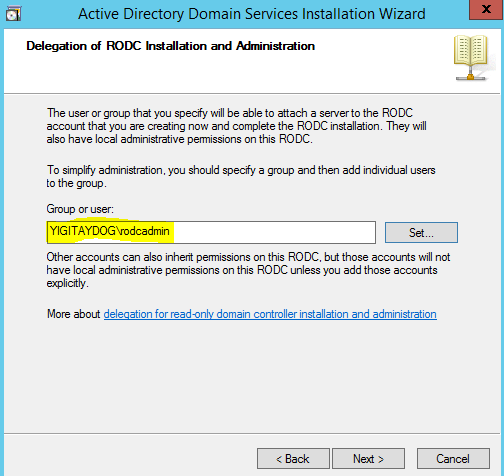 Active Directory Domain Services Installation Wizard
x
Delegation of RODC Installation and Administration
The user or group that you specify will be able to attach a server to the RODC
account that you are creating now and complete the RODC installation. They will
also have local administrative permissions on this RODC.
To simplify administration, you should specify a group and then add individual users
to the group.
Group or user:
YIGITAYDOG\rodcadmin
Set...
Other accounts can also inherit permissions on this RODC, but those accounts will not
have local administrative permissions on this RODC unless you add those accounts
explicitly.
More about delegation for read-only domain controller installation and administration
< Back
Next >
Cancel